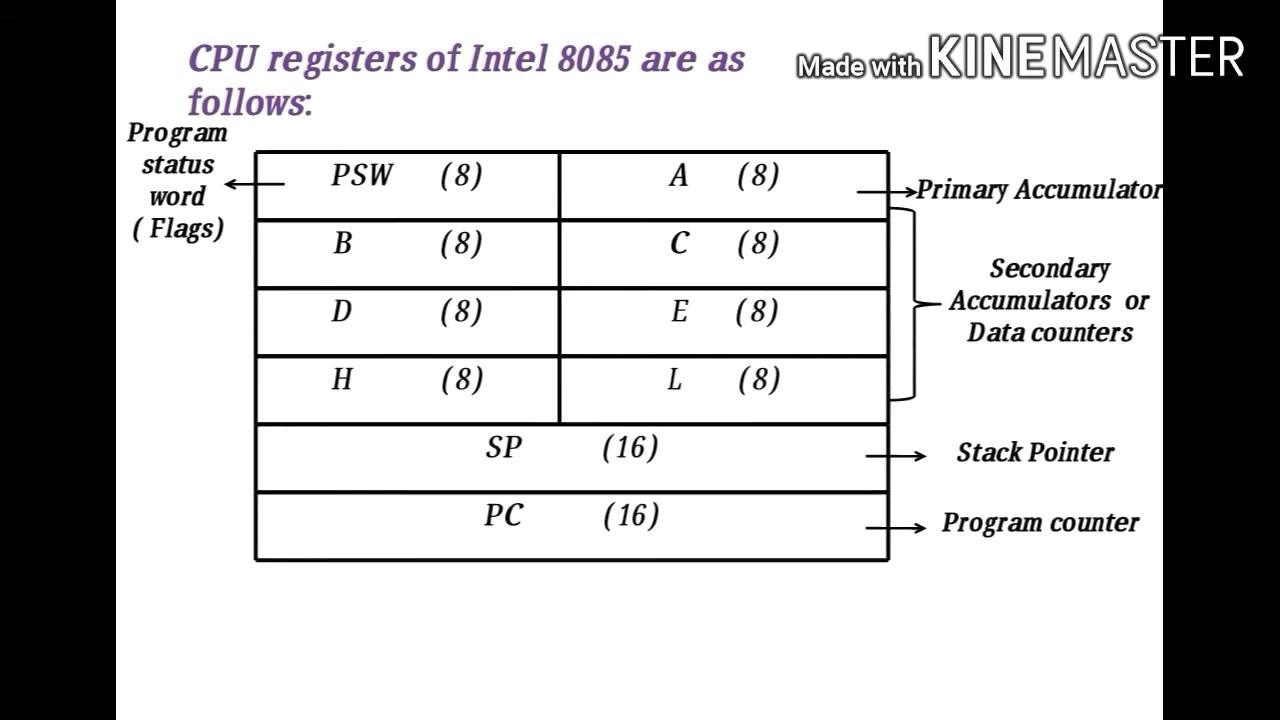 CPU registers of Intel 8085 are as
follows:
Made with KINEMASTER
Program
status
word
( Flags)
PSW (8) A (8)
Primary Accumulator
B (8) C (8)
D (8) E (8)
H (8) L (8)
Secondary
Accumulators or
Data counters
SP (16)
Stack Pointer
PC (16)
Program counter